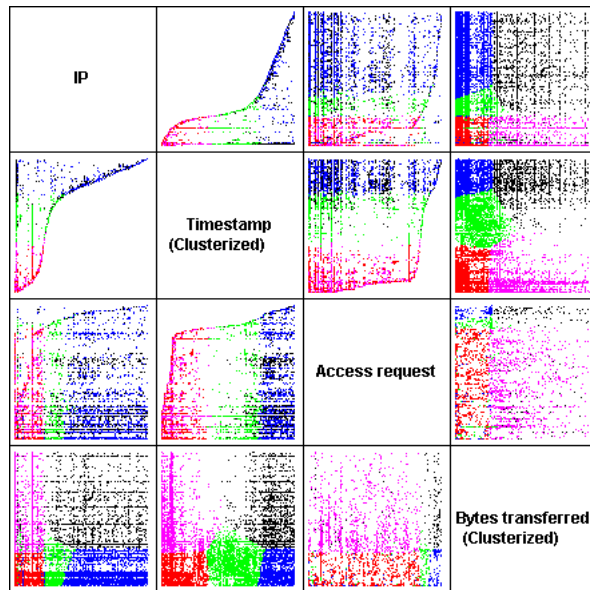 IP
Timestamp
(Clusterized)
Access request
Bytes transferred
(Clusterized)